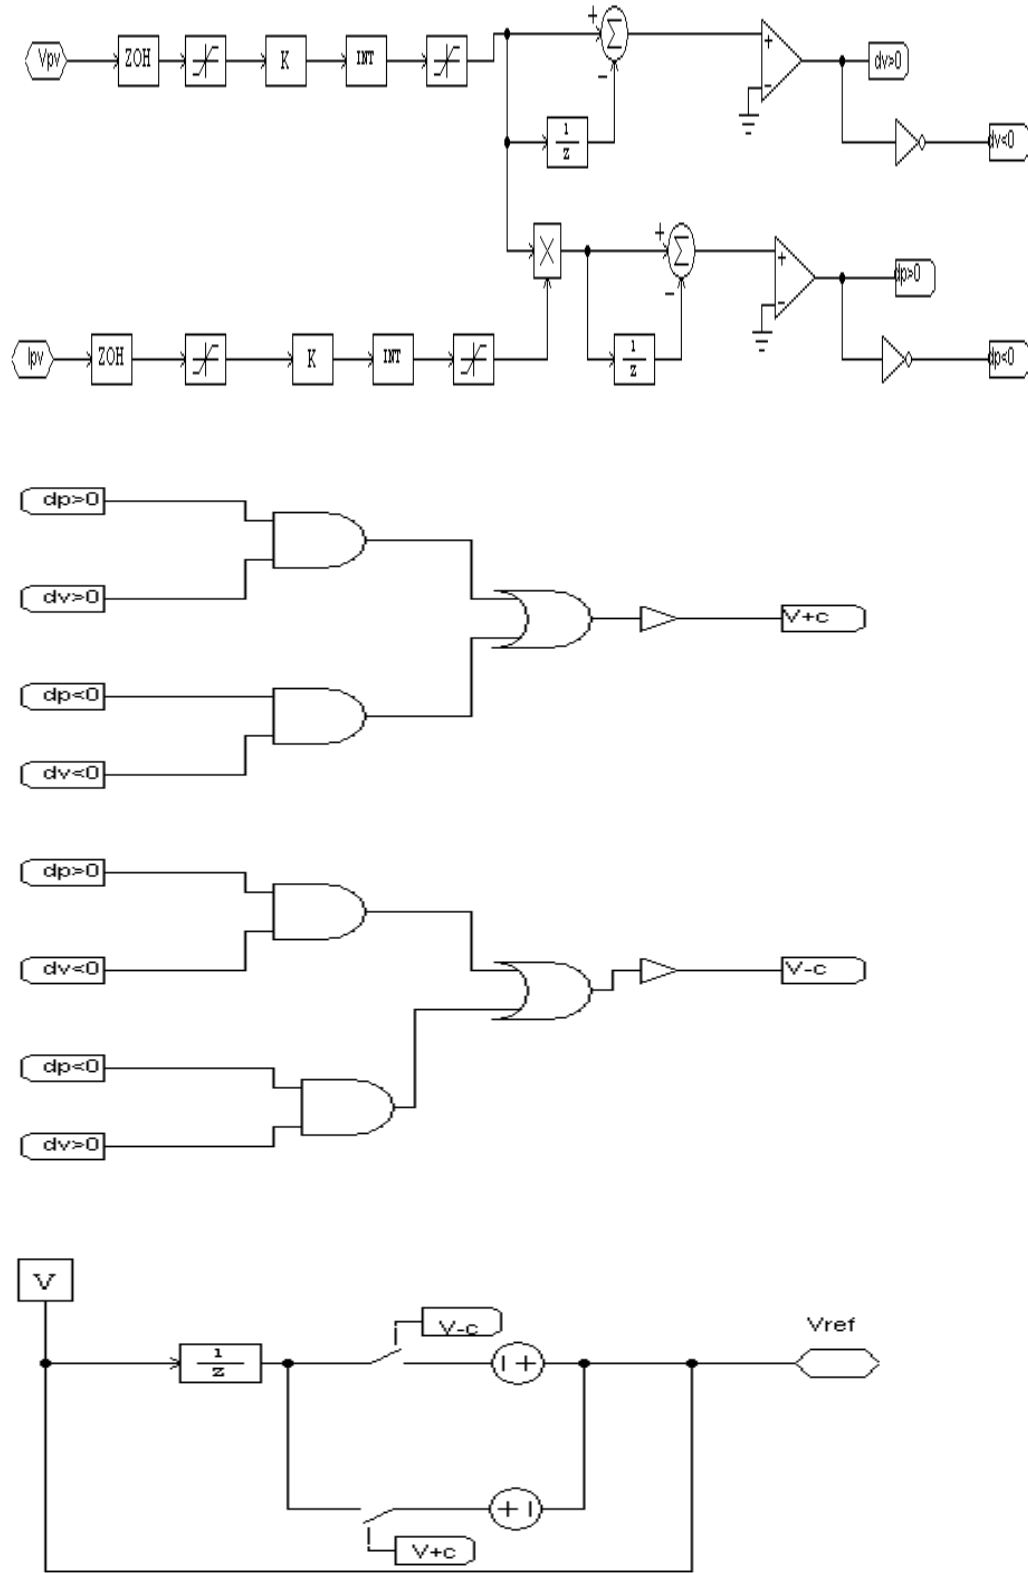 Vpv
ZOH
K
INT
+
Σ
-
+
-
dv>0
1
z
dv<0
+
Σ
-
+
-
dp>0
Ipv
ZOH
K
INT
1
z
dp<0
dp>0
dv>0
V+c
dp<0
dv<0
dp>0
dv<0
V-c
dp<0
dv>0
V
V-c
Vref
1
z
+
+
V+c